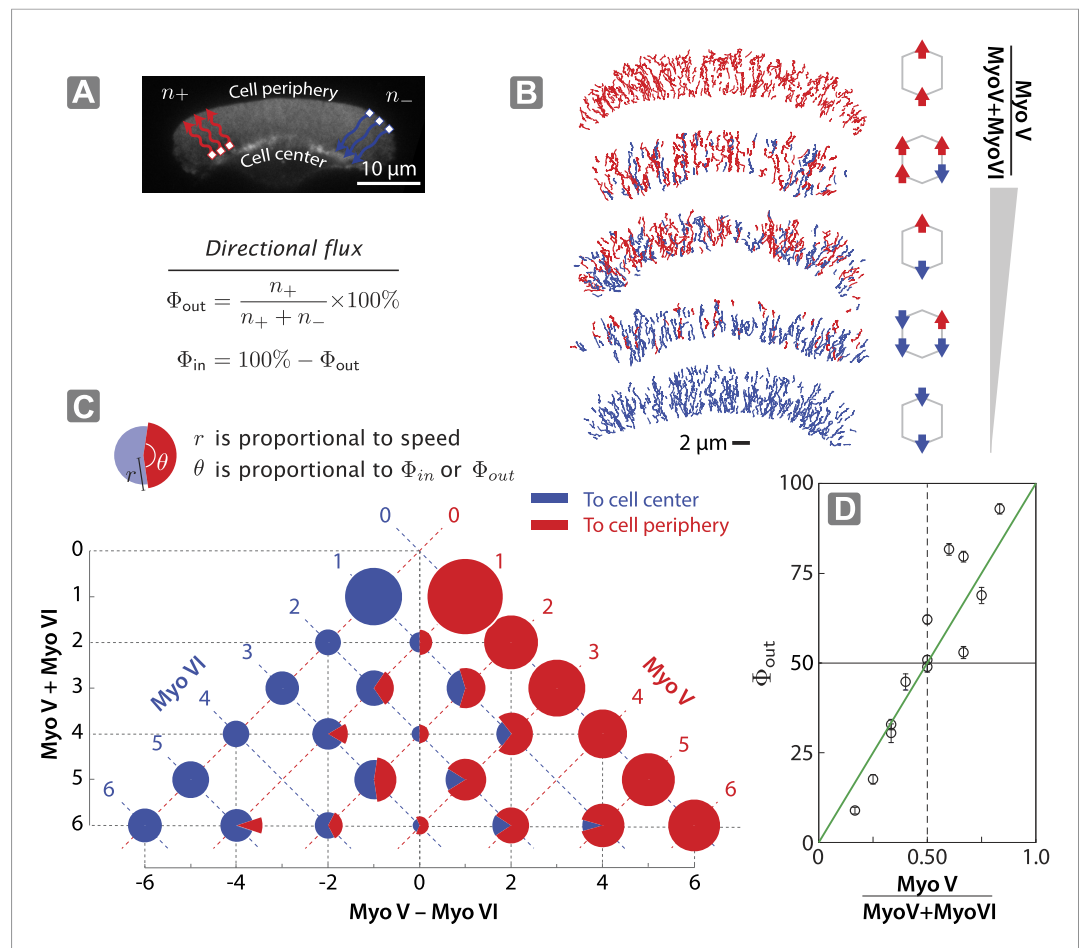 A
n+
Cell periphery
n−
Cell center
10 µm
Directional flux
Φout = n+ / (n+ + n−) ×100%
Φin = 100% − Φout
B
Myo V
MyoV+MyoVI
2 µm
C
r
θ
r is proportional to speed
θ is proportional to Φin or Φout
To cell center
To cell periphery
0 0
0
1 1
1
2 2
2
3 3
3
4 4
4
5 5
5
6 6
6
Myo VI
Myo V
Myo V + Myo VI
-6 -4 -2 0 2 4 6
Myo V – Myo VI
D
100
75
50
25
0
Φout
0 0.50 1.0
Myo V
MyoV+MyoVI